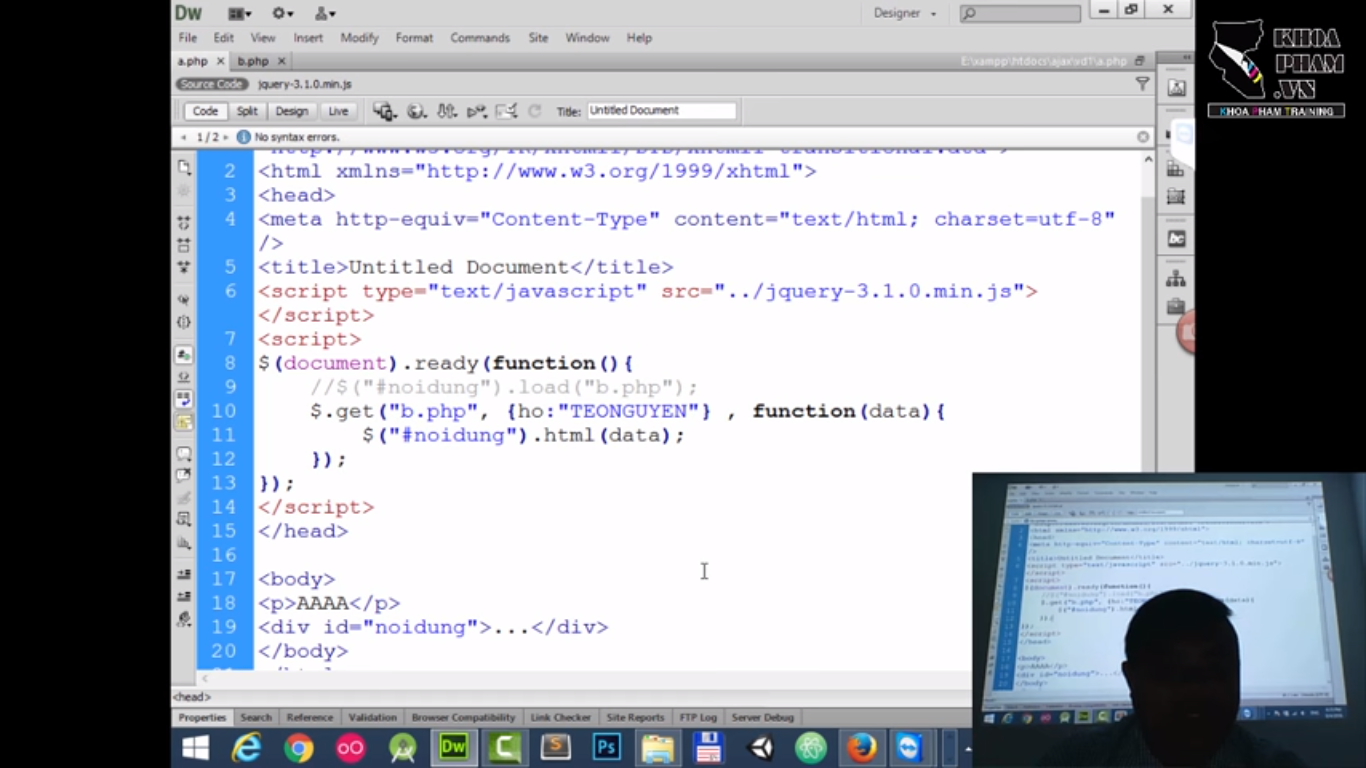 Dw
Designer
File Edit View Insert Modify Format Commands Site Window Help
a.php × b.php ×
E:\xampp\htdocs\ajax\vd1\a.php
Source Code jquery-3.1.0.min.js
Code Split Design Live Title: Untitled Document
1 / 2 No syntax errors.
2 <html xmlns="http://www.w3.org/1999/xhtml">
3 <head>
4 <meta http-equiv="Content-Type" content="text/html; charset=utf-8"
/>
5 <title>Untitled Document</title>
6 <script type="text/javascript" src="../jquery-3.1.0.min.js">
</script>
7 <script>
8 $(document).ready(function(){
9 //$("#noidung").load("b.php");
10 $.get("b.php", {ho:"TEONGUYEN"} , function(data){
11 $("#noidung").html(data);
12 });
13 });
14 </script>
15 </head>
16
17 <body>
18 <p>AAAA</p>
19 <div id="noidung">...</div>
20 </body>
<head>
Properties Search Reference Validation Browser Compatibility Link Checker Site Reports FTP Log Server Debug
Dw
Ps
KHOA
PHAM
.VN
KHOA PHAM TRAINING